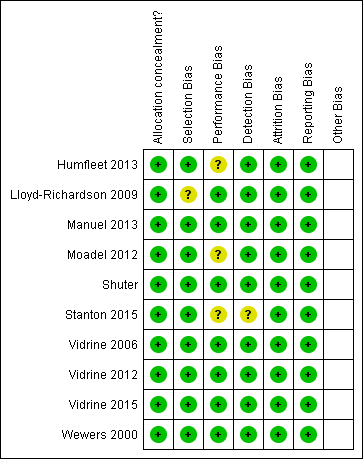 Allocation concealment?
Selection Bias
Performance Bias
Detection Bias
Attrition Bias
Reporting Bias
Other Bias
Humfleet 2013 + + ? + + +
Lloyd-Richardson 2009 + ? + + + +
Manuel 2013 + + + + + +
Moadel 2012 + + ? + + +
Shuter + + + + + +
Stanton 2015 + + ? ? + +
Vidrine 2006 + + + + + +
Vidrine 2012 + + + + + +
Vidrine 2015 + + + + + +
Wewers 2000 + + + + + +